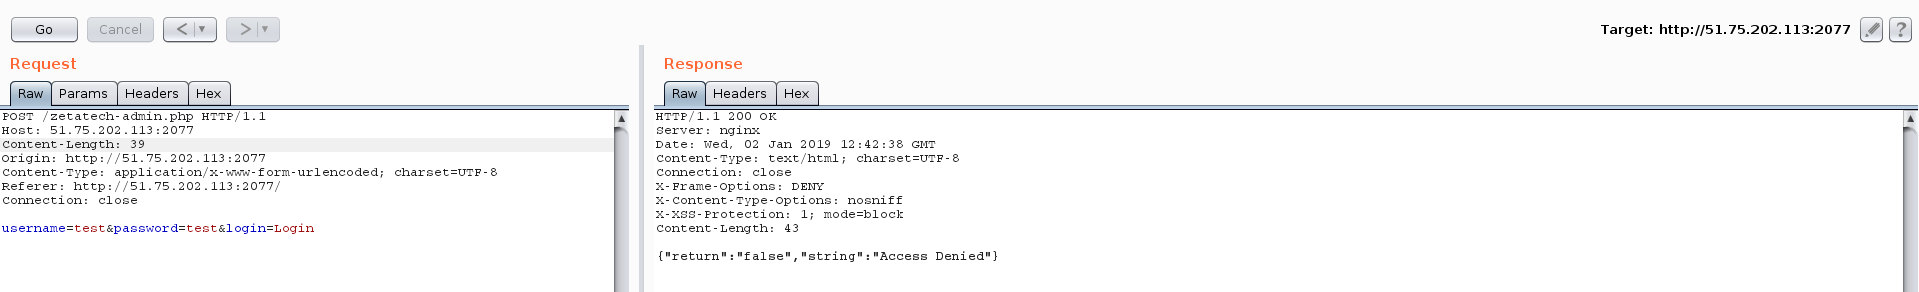 Go Cancel < > Target: http://51.75.202.113:2077 ?
Request
Raw Params Headers Hex
POST /zetatech-admin.php HTTP/1.1
Host: 51.75.202.113:2077
Content-Length: 39
Origin: http://51.75.202.113:2077
Content-Type: application/x-www-form-urlencoded; charset=UTF-8
Referer: http://51.75.202.113:2077/
Connection: close
username=test&password=test&login=Login
Response
Raw Headers Hex
HTTP/1.1 200 OK
Server: nginx
Date: Wed, 02 Jan 2019 12:42:38 GMT
Content-Type: text/html; charset=UTF-8
Connection: close
X-Frame-Options: DENY
X-Content-Type-Options: nosniff
X-XSS-Protection: 1; mode=block
Content-Length: 43
{"return":"false","string":"Access Denied"}